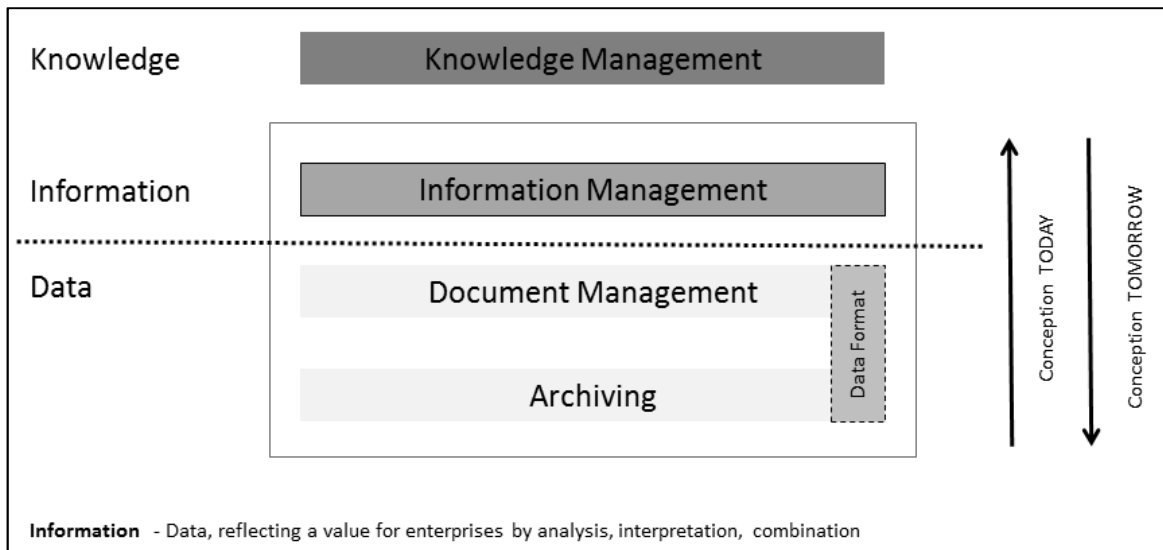 Knowledge
Knowledge Management
Information
Information Management
Data
Document Management
Archiving
Data Format
Conception TODAY
Conception TOMORROW
Information - Data, reflecting a value for enterprises by analysis, interpretation, combination